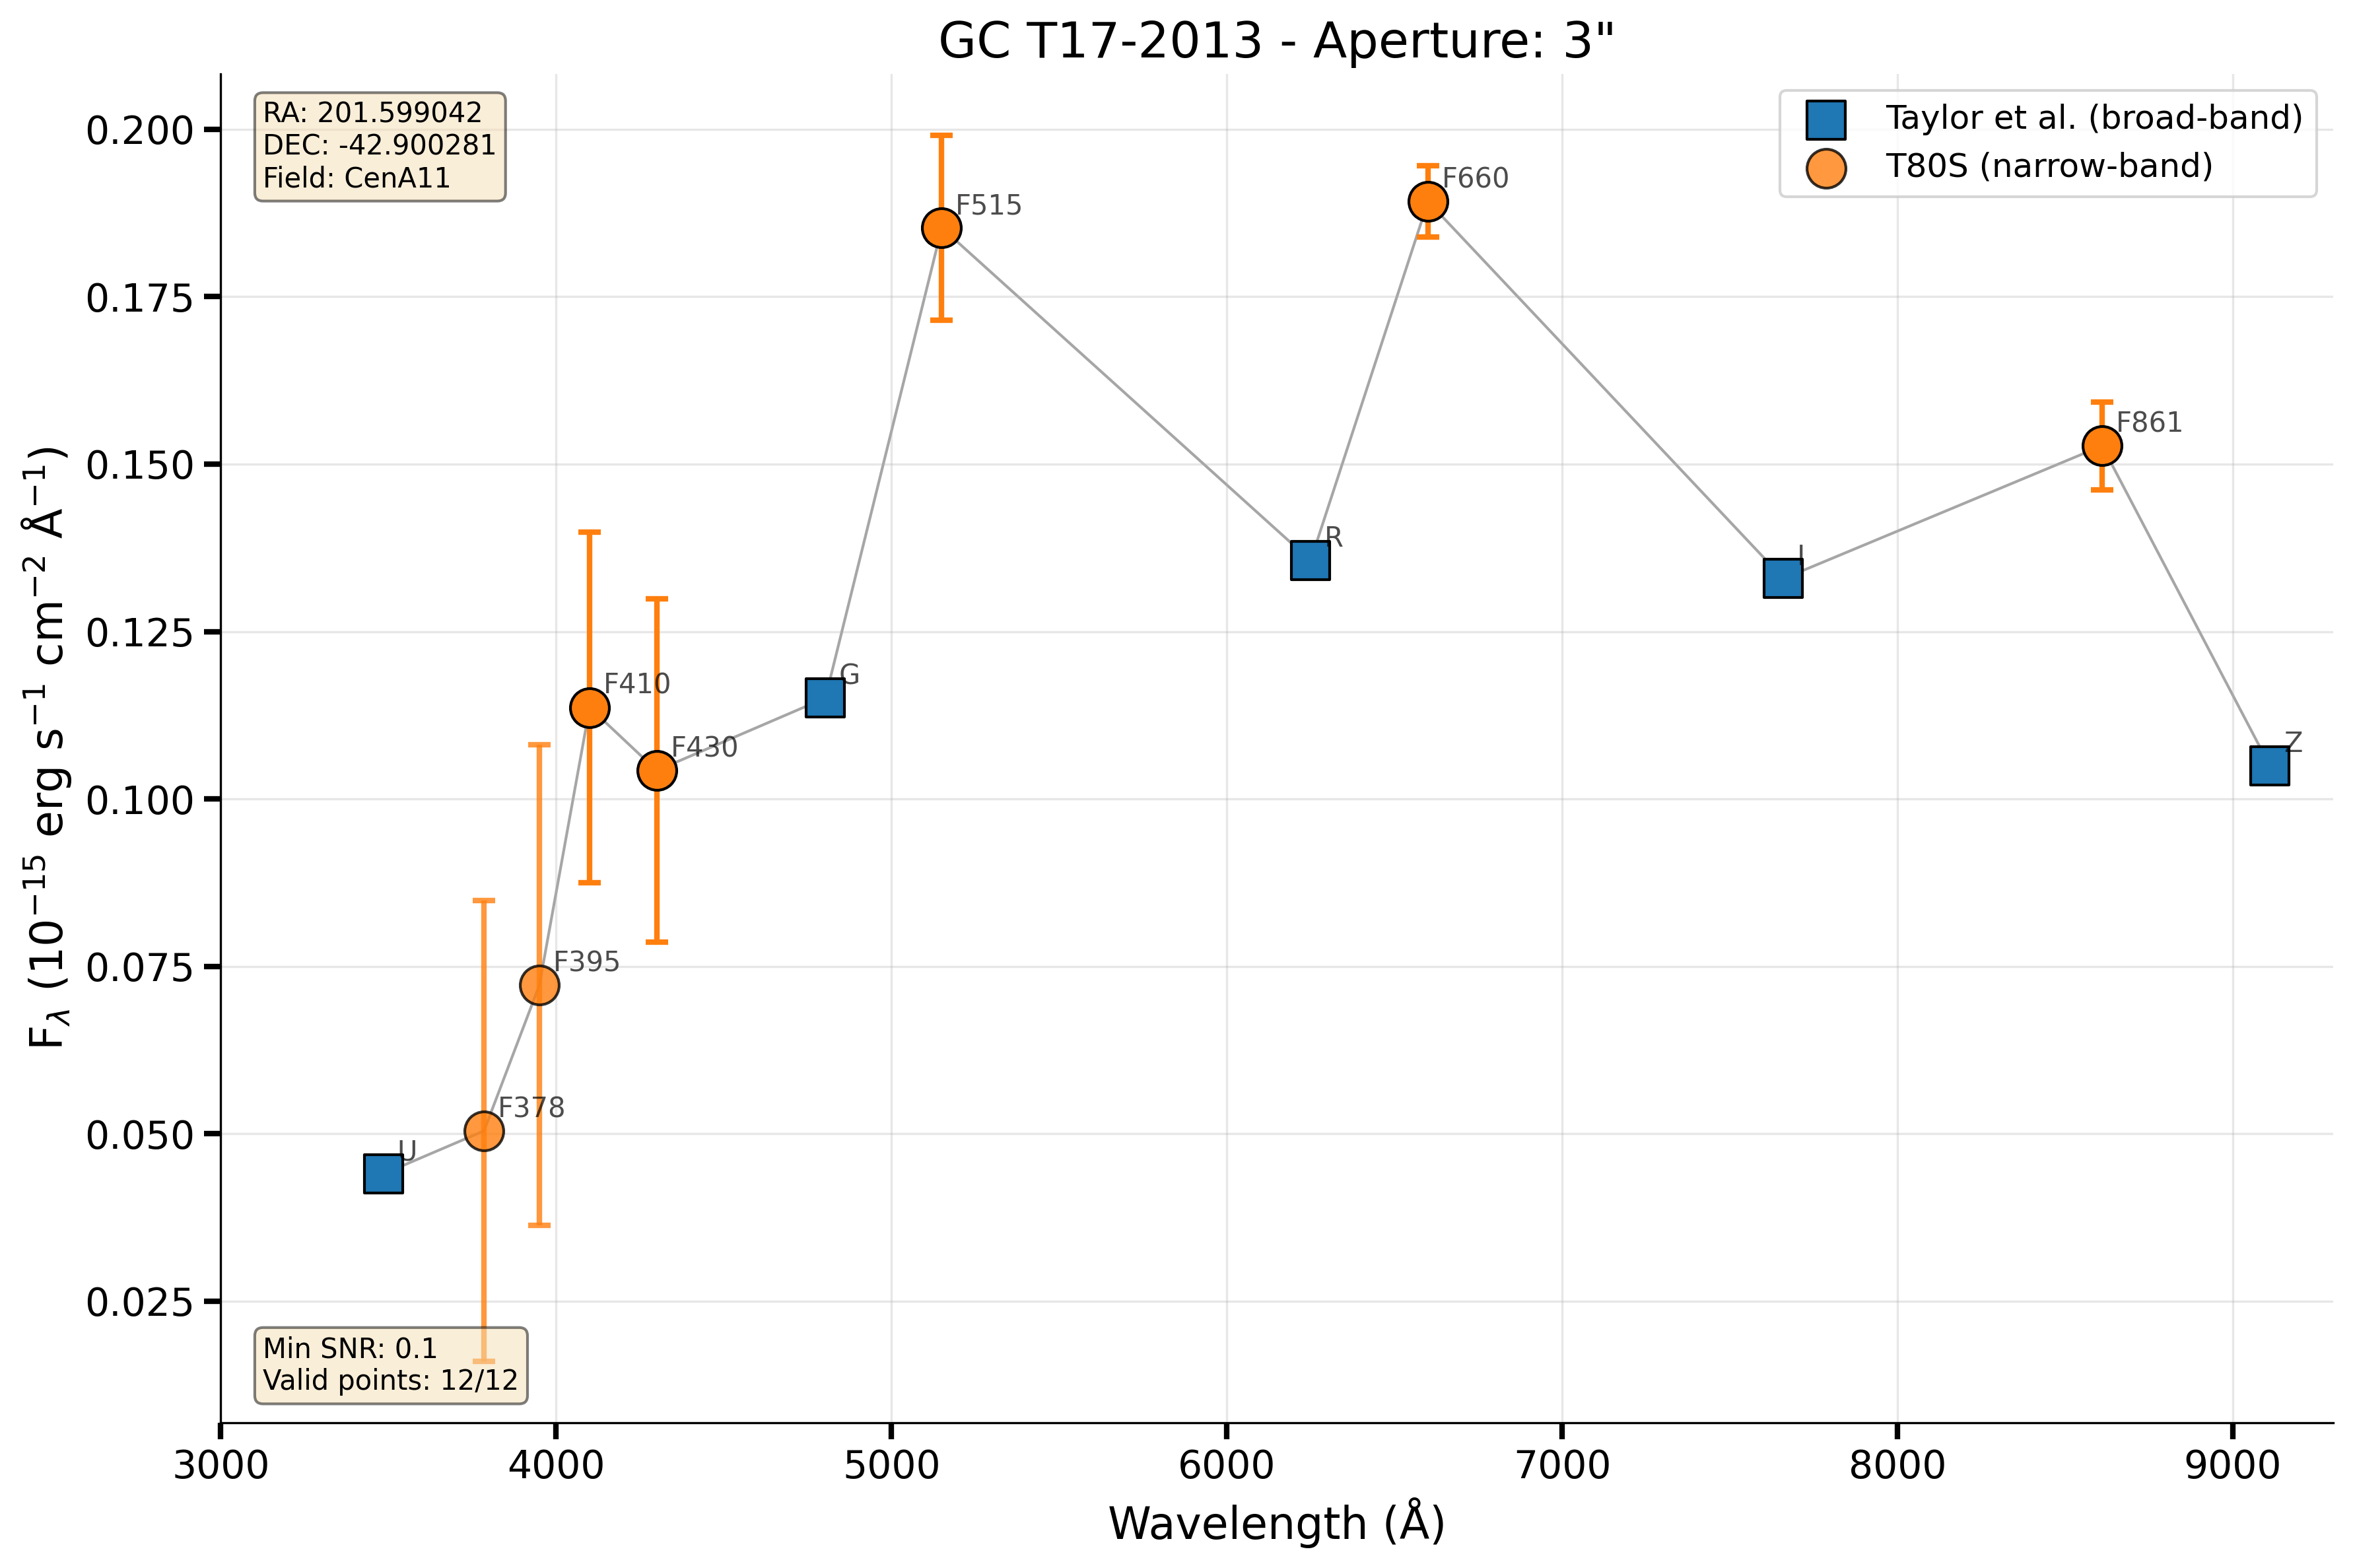 GC T17-2013 - Aperture: 3"
RA: 201.599042
DEC: -42.900281
Field: CenA11
Taylor et al. (broad-band)
T80S (narrow-band)
0.200
0.175
0.150
0.125
0.100
0.075
0.050
0.025
F660
F515
F861
R
I
F410
G
F430
Z
F395
F378
U
Min SNR: 0.1
Valid points: 12/12
3000
4000
5000
6000
7000
8000
9000
Wavelength (Å)
F_λ (10⁻¹⁵ erg s⁻¹ cm⁻² Å⁻¹)